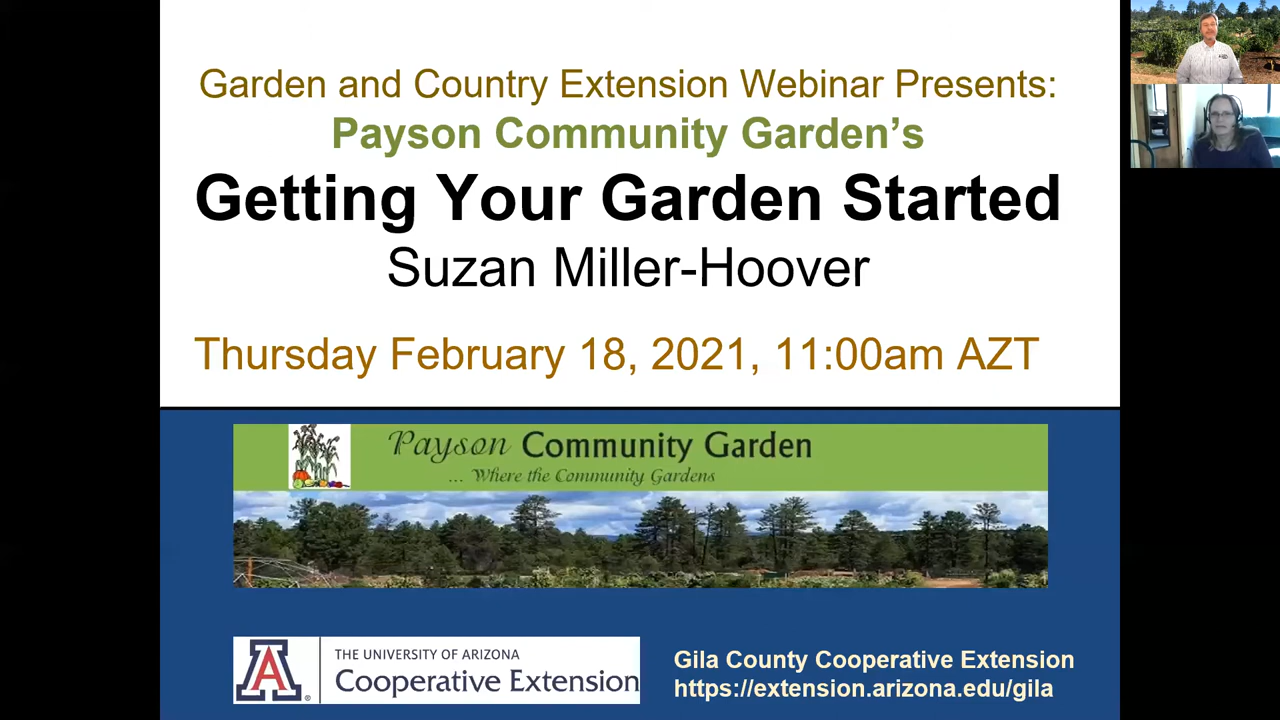 Garden and Country Extension Webinar Presents:
Payson Community Garden’s
Getting Your Garden Started
Suzan Miller-Hoover
Thursday February 18, 2021, 11:00am AZT
Payson Community Garden
... Where the Community Gardens
THE UNIVERSITY OF ARIZONA
Cooperative Extension
A
®
Gila County Cooperative Extension
https://extension.arizona.edu/gila